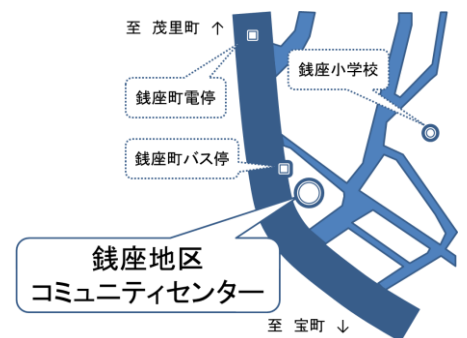 至 茂里町 ↑
銭座小学校
銭座町電停
銭座町バス停
銭座地区
コミュニティセンター
至 宝町 ↓